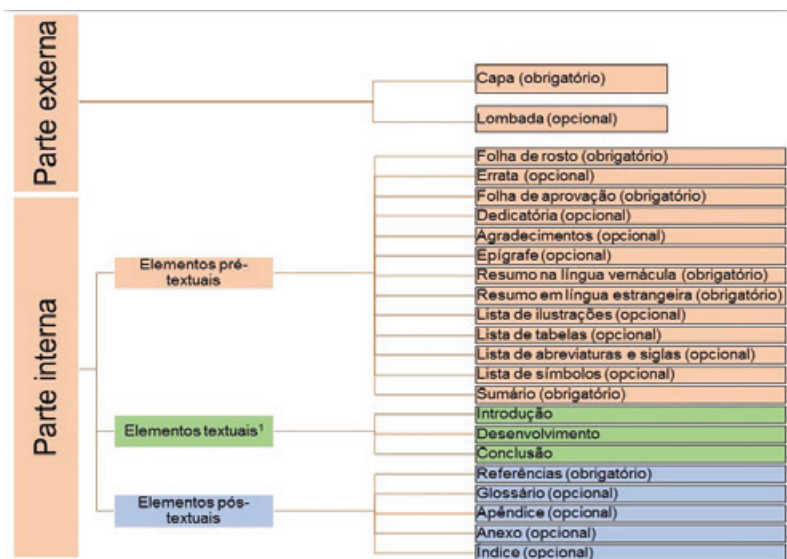 Parte externa
Capa (obrigatório)
Lombada (opcional)
Parte interna
Elementos pré-
textuais
Folha de rosto (obrigatório)
Errata (opcional)
Folha de aprovação (obrigatório)
Dedicatória (opcional)
Agradecimentos (opcional)
Epígrafe (opcional)
Resumo na língua vernácula (obrigatório)
Resumo em língua estrangeira (obrigatório)
Lista de ilustrações (opcional)
Lista de tabelas (opcional)
Lista de abreviaturas e siglas (opcional)
Lista de símbolos (opcional)
Sumário (obrigatório)
Elementos textuais¹
Introdução
Desenvolvimento
Conclusão
Elementos pós-
textuais
Referências (obrigatório)
Glossário (opcional)
Apêndice (opcional)
Anexo (opcional)
Índice (opcional)